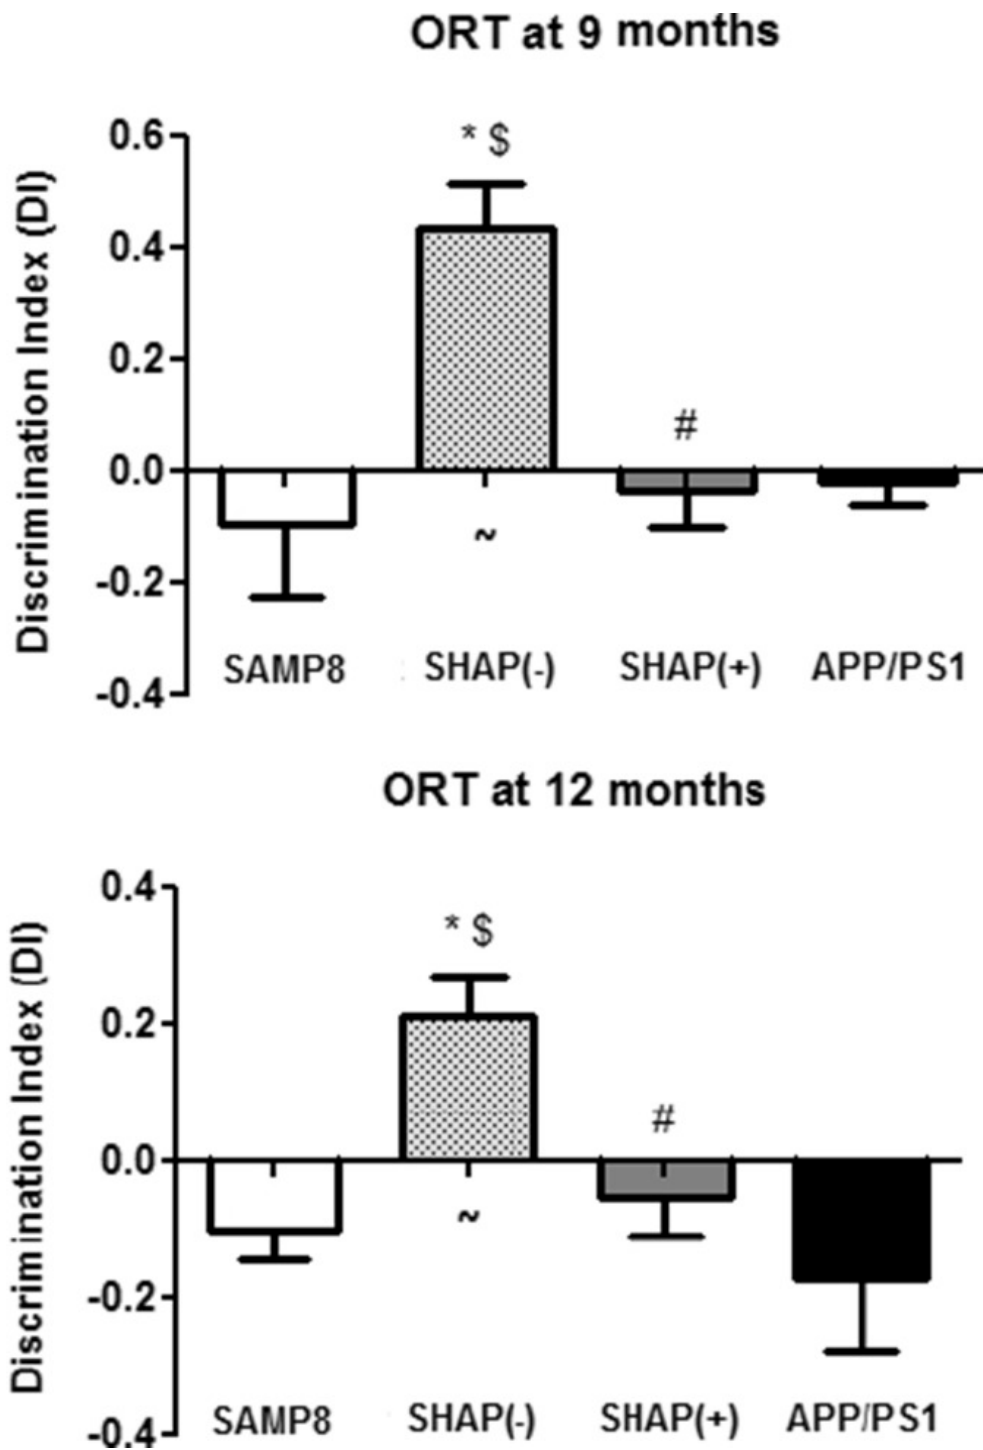 ORT at 9 months
Discrimination Index (DI)
0.6
* $
0.4
0.2
#
0.0
~
-0.2
SAMP8 SHAP(-) SHAP(+) APP/PS1
-0.4
ORT at 12 months
Discrimination Index (DI)
0.4
* $
0.2
#
0.0
~
-0.2
SAMP8 SHAP(-) SHAP(+) APP/PS1
-0.4